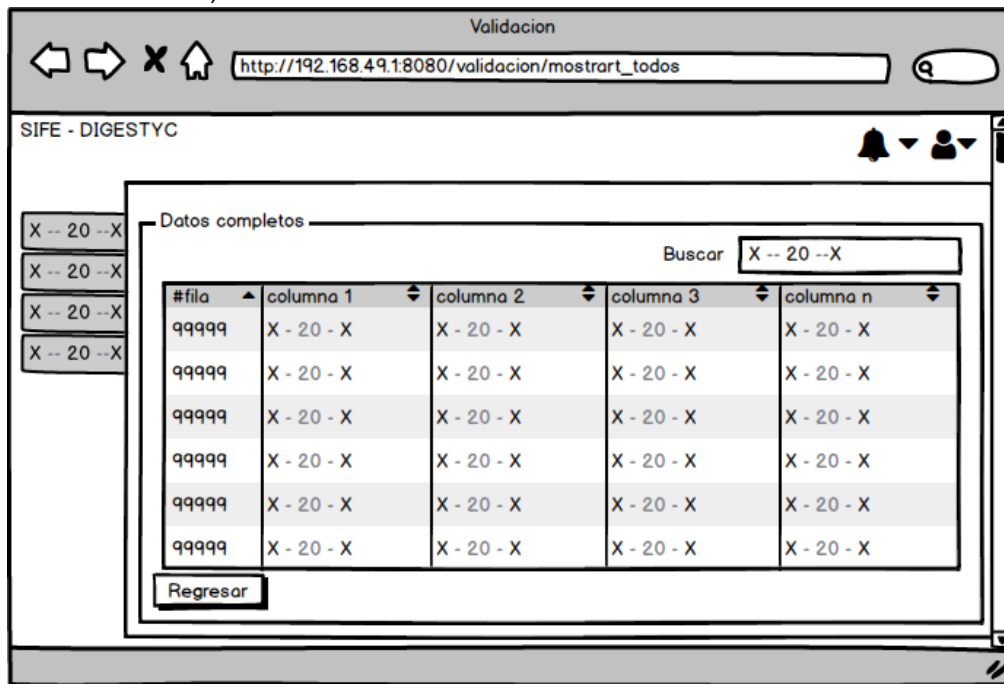 Validacion
http://192.168.49.1:8080/validacion/mostrart_todos
SIFE - DIGESTYC
X -- 20 --X
X -- 20 --X
X -- 20 --X
X -- 20 --X
Datos completos
Buscar X -- 20 --X
#fila columna 1 columna 2 columna 3 columna n
99999 X - 20 - X X - 20 - X X - 20 - X X - 20 - X
99999 X - 20 - X X - 20 - X X - 20 - X X - 20 - X
99999 X - 20 - X X - 20 - X X - 20 - X X - 20 - X
99999 X - 20 - X X - 20 - X X - 20 - X X - 20 - X
99999 X - 20 - X X - 20 - X X - 20 - X X - 20 - X
99999 X - 20 - X X - 20 - X X - 20 - X X - 20 - X
Regresar